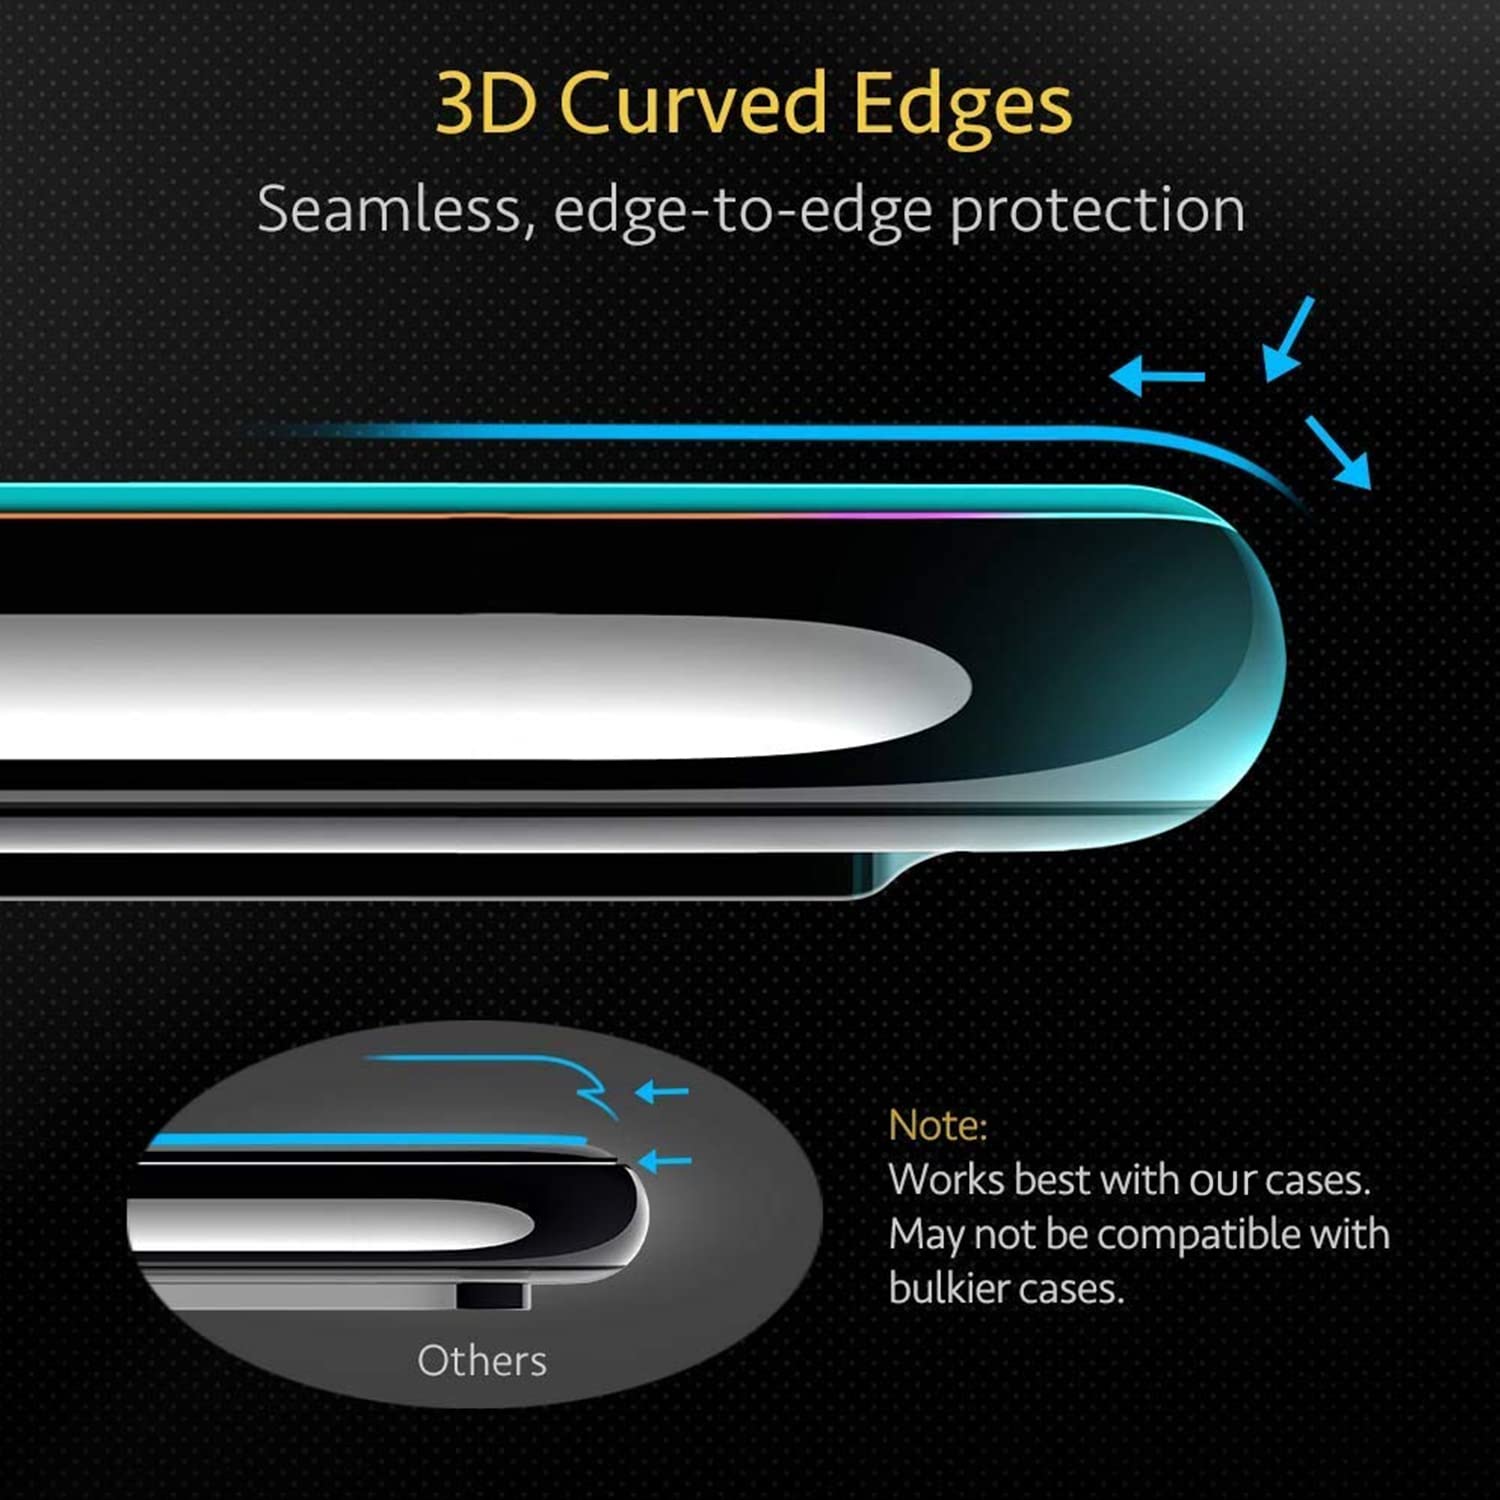 3D Curved Edges
Seamless, edge-to-edge protection
Others
Note:
Works best with our cases.
May not be compatible with
bulkier cases.